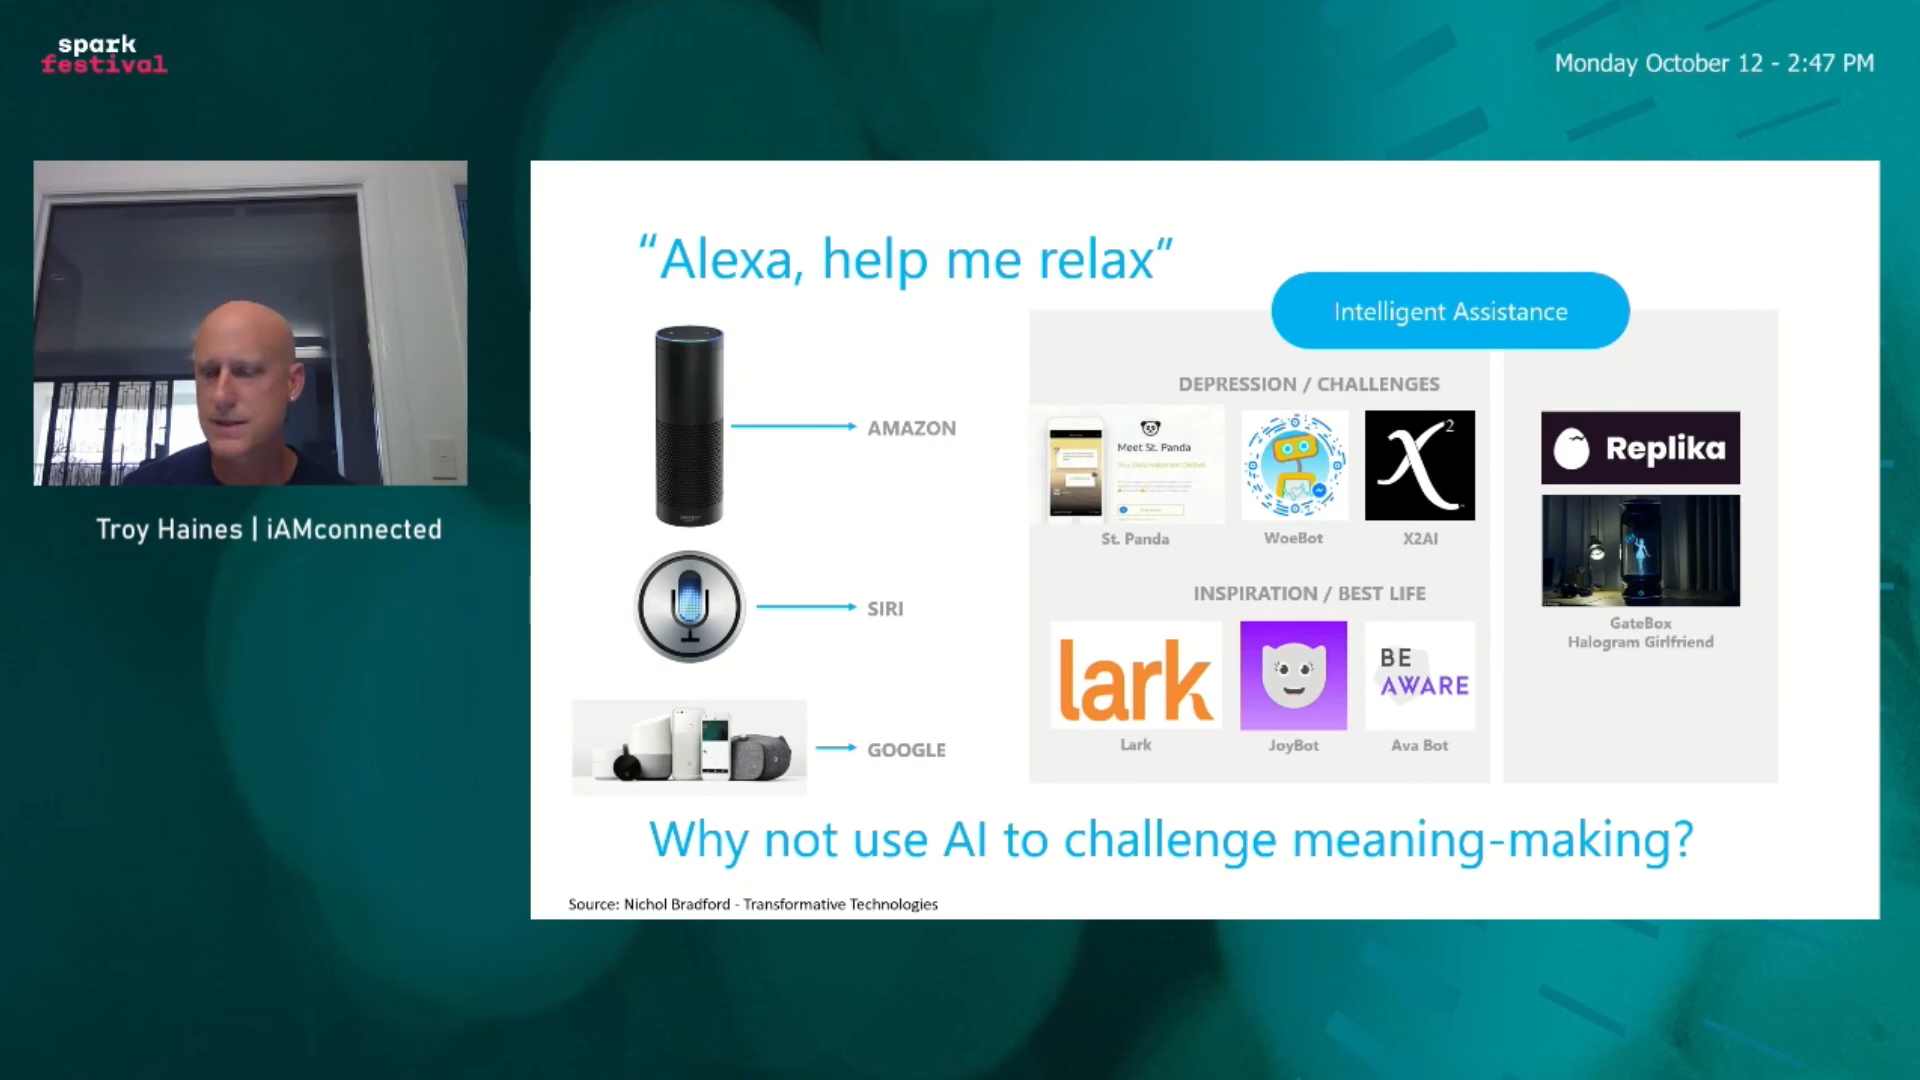 spark
festival
Monday October 12 - 2:47 PM
Troy Haines | iAMconnected
“Alexa, help me relax”
Intelligent Assistance
AMAZON
SIRI
GOOGLE
DEPRESSION / CHALLENGES
Meet St. Panda
St. Panda
WoeBot
X2
X2AI
INSPIRATION / BEST LIFE
lark
Lark
JoyBot
BE
AWARE
Ava Bot
Replika
GateBox
Halogram Girlfriend
Why not use AI to challenge meaning-making?
Source: Nichol Bradford - Transformative Technologies